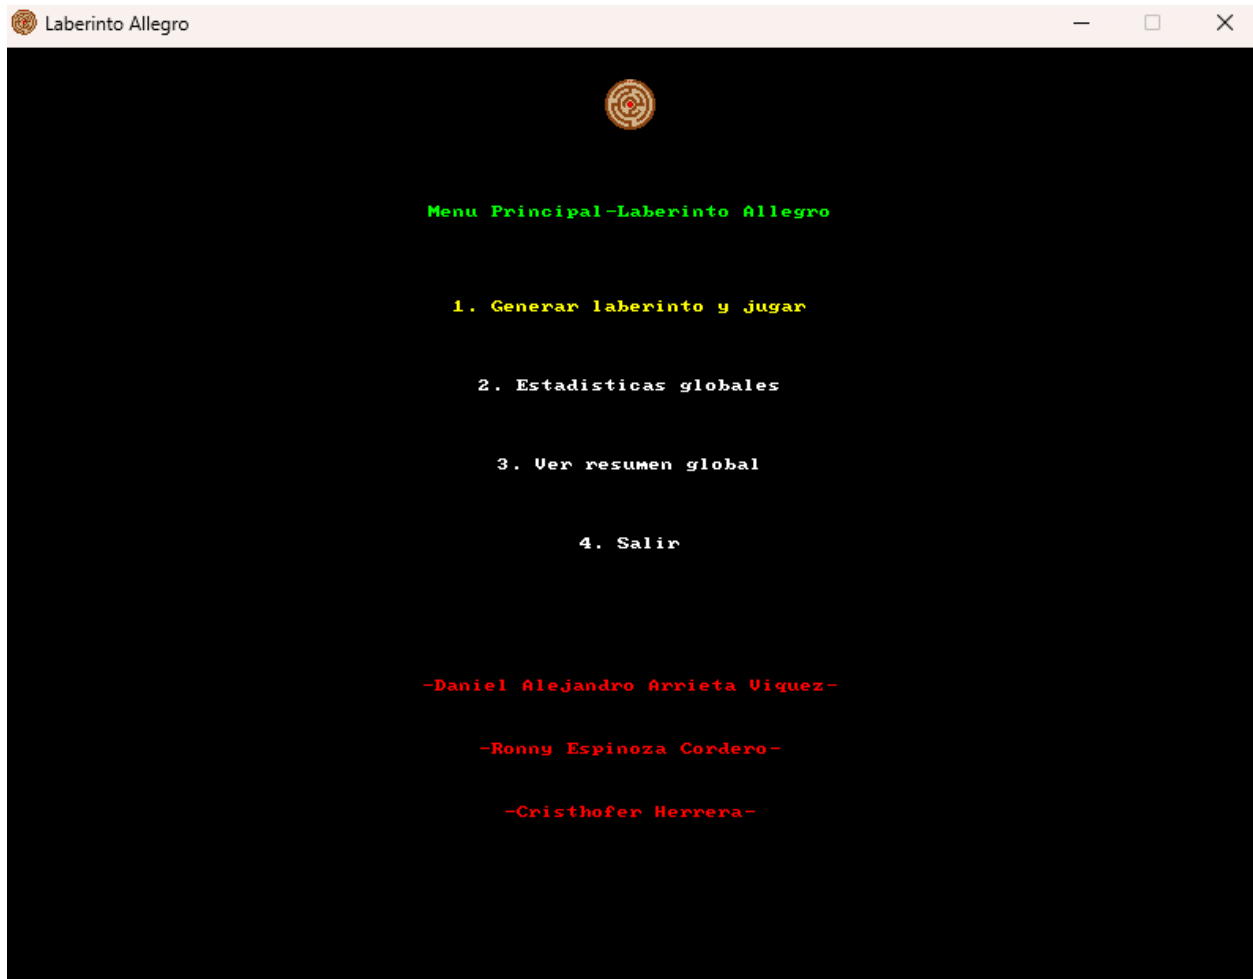 Laberinto Allegro
Menu Principal-Laberinto Allegro
1. Generar laberinto y jugar
2. Estadisticas globales
3. Ver resumen global
4. Salir
-Daniel Alejandro Arrieta Viquez-
-Ronny Espinoza Cordero-
-Cristhofer Herrera-